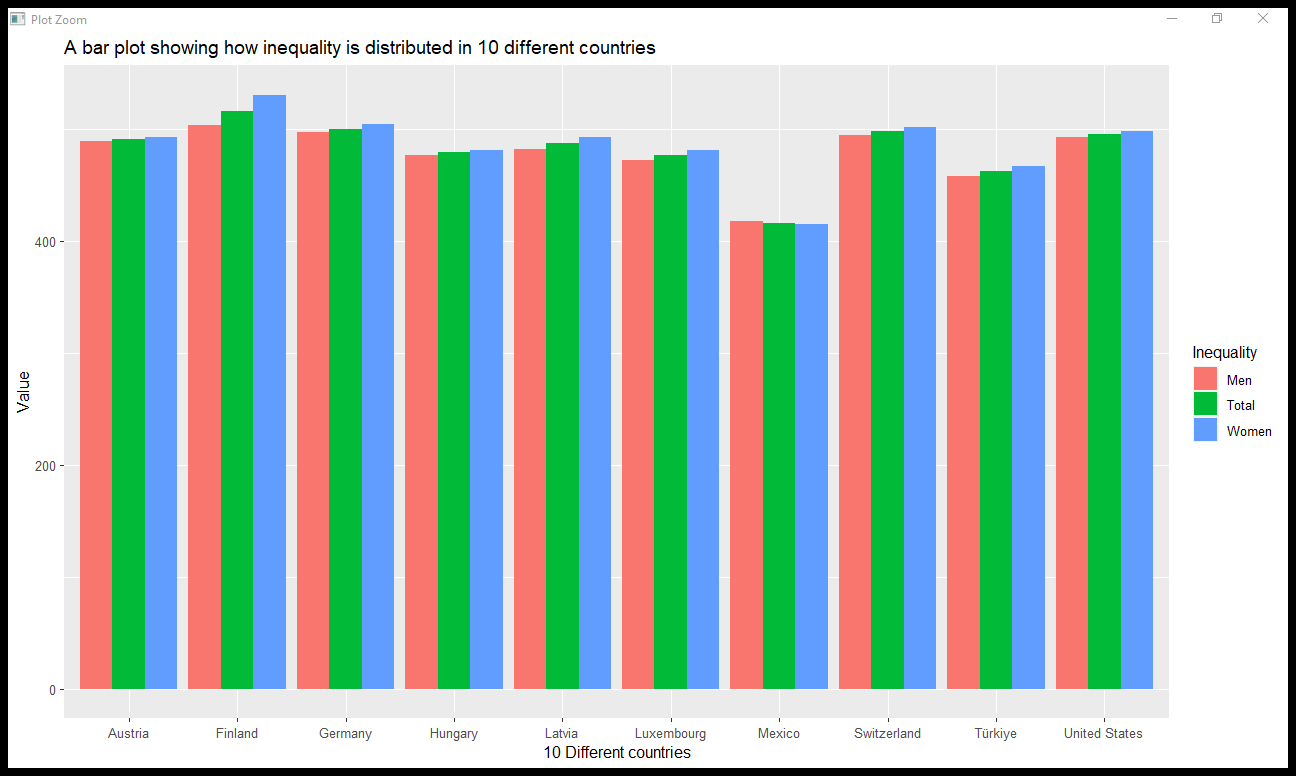 Plot Zoom
A bar plot showing how inequality is distributed in 10 different countries
Value
400
200
0
Austria Finland Germany Hungary Latvia Luxembourg Mexico Switzerland Türkiye United States
10 Different countries
Inequality
Men
Total
Women